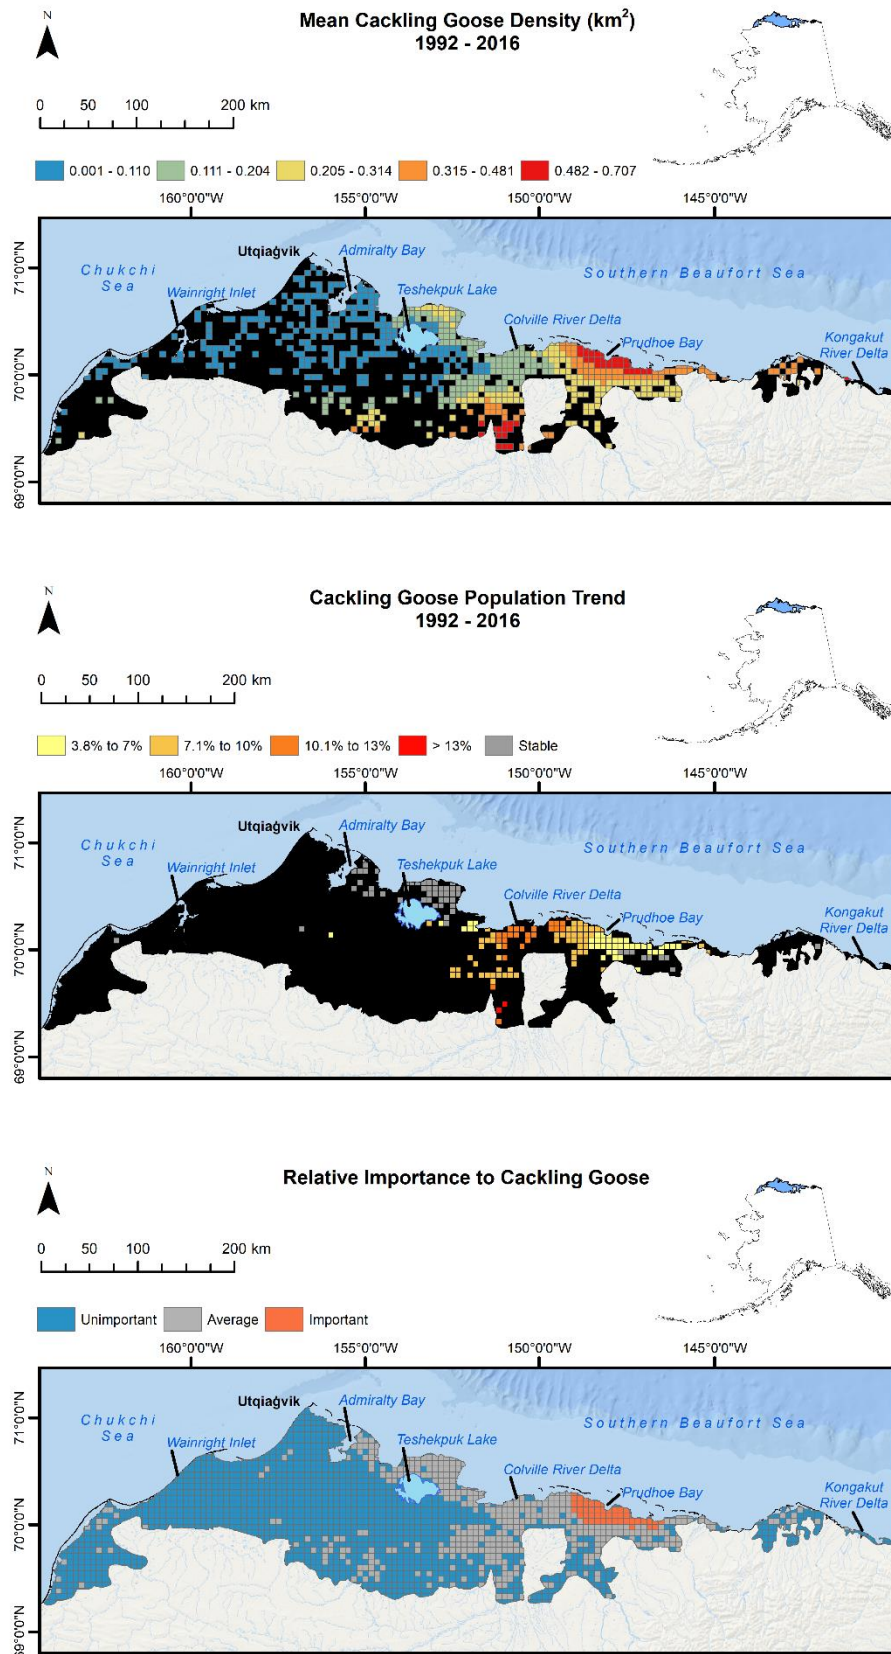 Mean Cackling Goose Density (km²)
1992 - 2016
N
0 50 100 200 km
0.001 - 0.110 0.111 - 0.204 0.205 - 0.314 0.315 - 0.481 0.482 - 0.707
160°0'0"W 155°0'0"W 150°0'0"W 145°0'0"W
71°0'0"N
70°0'0"N
69°0'0"N
Utqiaġvik
Admiralty Bay
Chukchi
Sea
Southern Beaufort Sea
Wainright Inlet
Teshekpuk Lake
Colville River Delta
Prudhoe Bay
Kongakut
River Delta
Cackling Goose Population Trend
1992 - 2016
N
0 50 100 200 km
3.8% to 7% 7.1% to 10% 10.1% to 13% > 13% Stable
160°0'0"W 155°0'0"W 150°0'0"W 145°0'0"W
71°0'0"N
70°0'0"N
69°0'0"N
Utqiaġvik
Admiralty Bay
Chukchi
Sea
Southern Beaufort Sea
Wainright Inlet
Teshekpuk Lake
Colville River Delta
Prudhoe Bay
Kongakut
River Delta
Relative Importance to Cackling Goose
N
0 50 100 200 km
Unimportant Average Important
160°0'0"W 155°0'0"W 150°0'0"W 145°0'0"W
71°0'0"N
70°0'0"N
69°0'0"N
Utqiaġvik
Admiralty Bay
Chukchi
Sea
Southern Beaufort Sea
Wainright Inlet
Teshekpuk Lake
Colville River Delta
Prudhoe Bay
Kongakut
River Delta